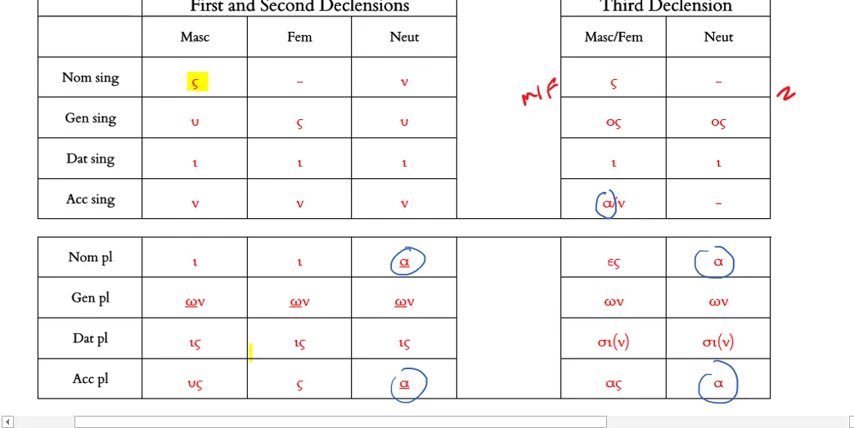 First and Second Declensions Third Declension
Masc Fem Neut Masc/Fem Neut
Nom sing ς – ν M/F ς – N
Gen sing υ ς υ ος ος
Dat sing ι ι ι ι ι
Acc sing ν ν ν α/ν –
Nom pl ι ι α ες α
Gen pl ων ων ων ων ων
Dat pl ις ις ις σι(ν) σι(ν)
Acc pl υς ς α ας α